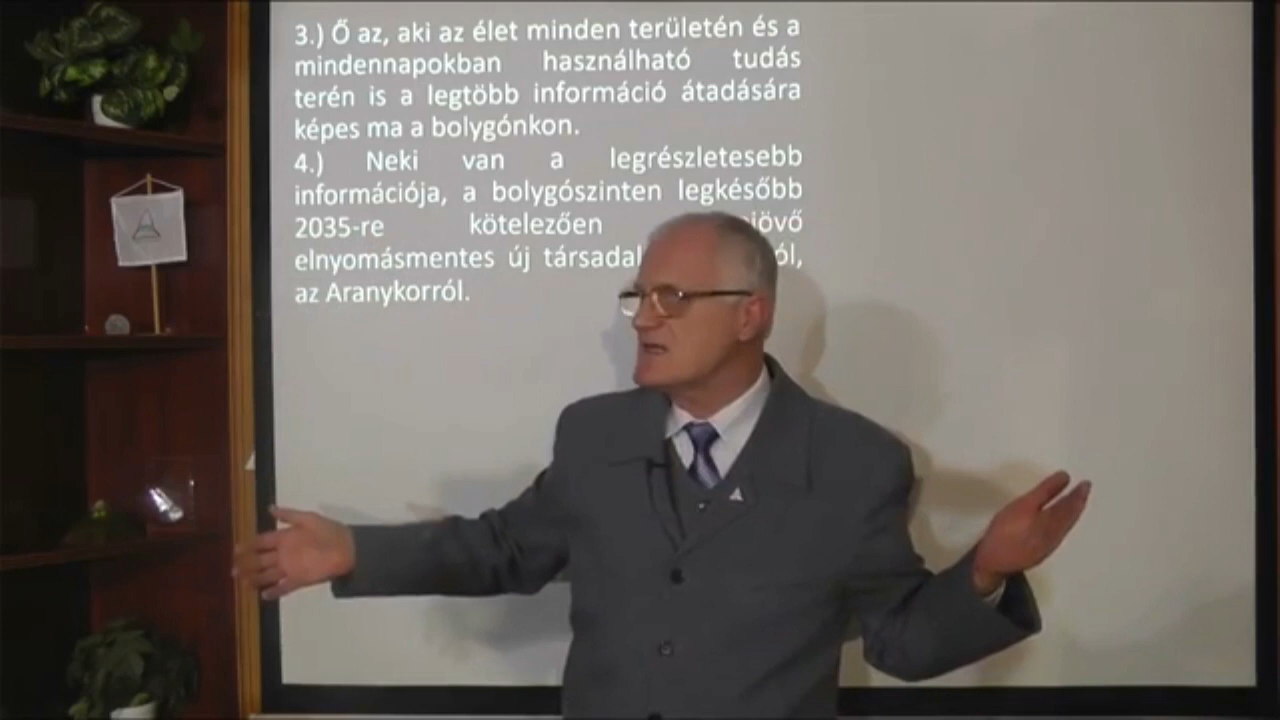 3.) Ő az, aki az élet minden területén és a
mindennapokban használható tudás
terén is a legtöbb információ átadására
képes ma a bolygónkon.
4.) Neki van a legrészletesebb
információja, a bolygószinten legkésőbb
2035-re kötelezően
elnyomásmentes új
az Aranykorról.